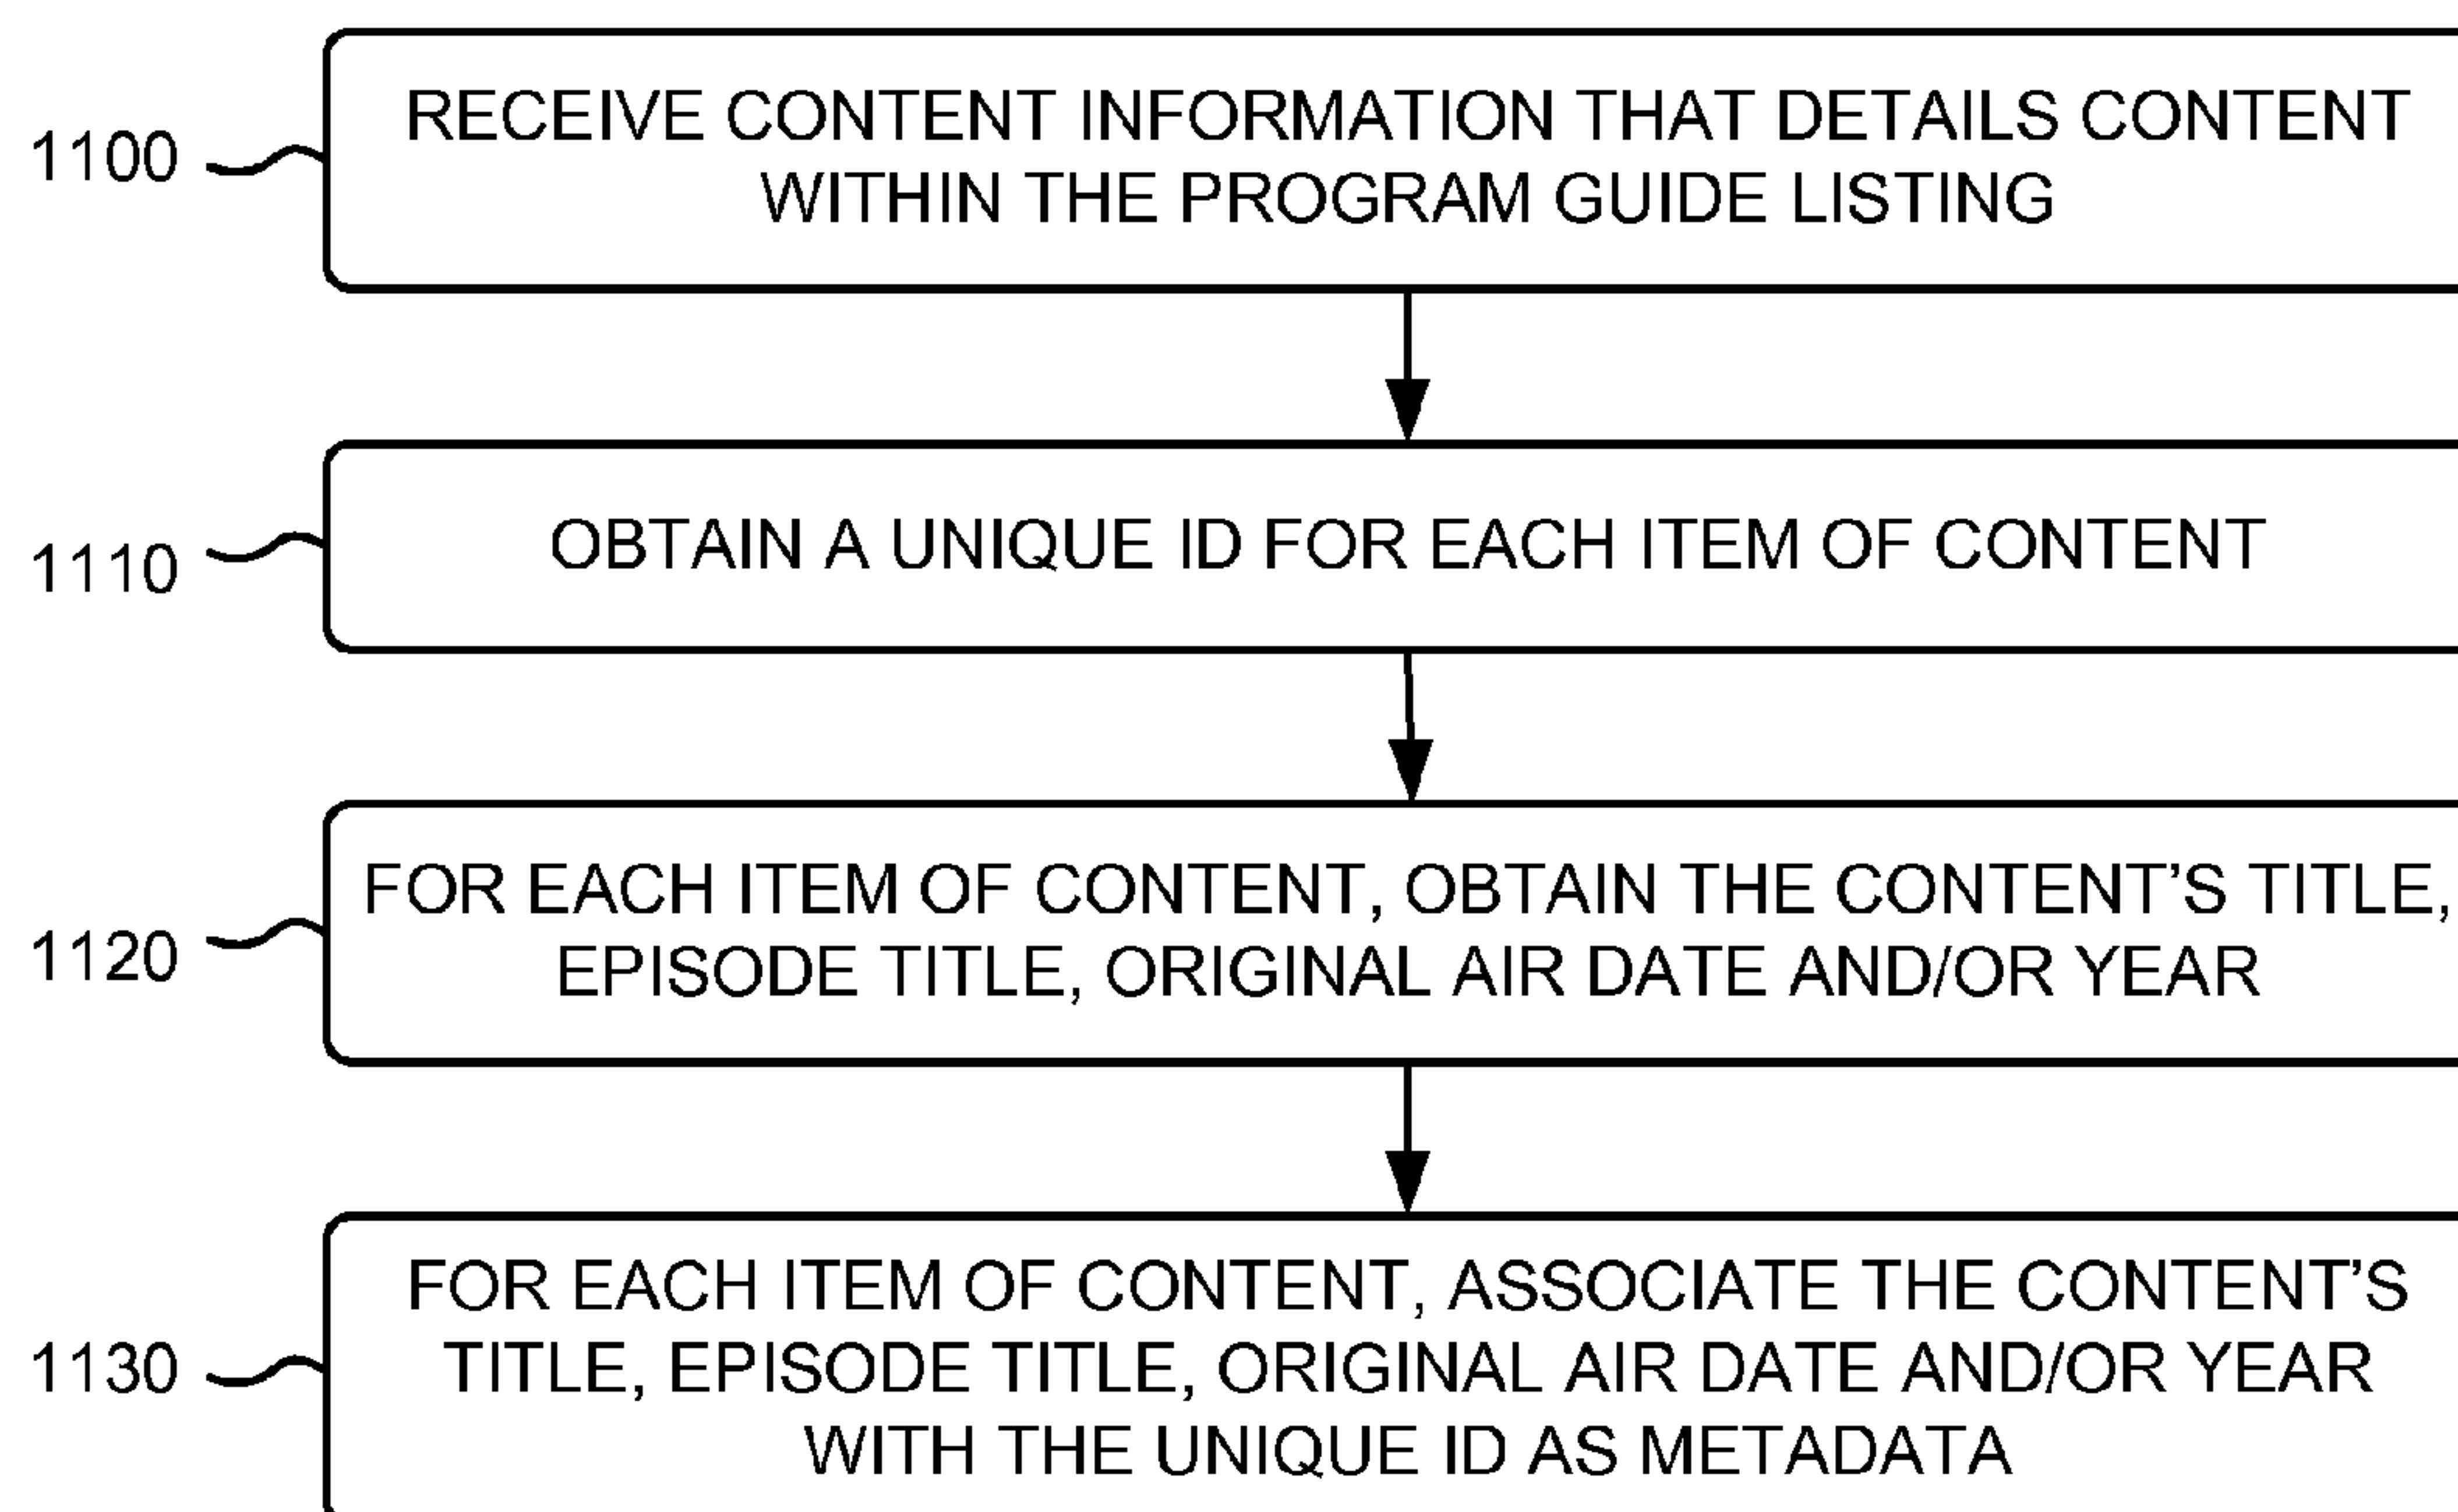 1100
RECEIVE CONTENT INFORMATION THAT DETAILS CONTENT
WITHIN THE PROGRAM GUIDE LISTING
1110
OBTAIN A UNIQUE ID FOR EACH ITEM OF CONTENT
1120
FOR EACH ITEM OF CONTENT, OBTAIN THE CONTENT’S TITLE,
EPISODE TITLE, ORIGINAL AIR DATE AND/OR YEAR
1130
FOR EACH ITEM OF CONTENT, ASSOCIATE THE CONTENT’S
TITLE, EPISODE TITLE, ORIGINAL AIR DATE AND/OR YEAR
WITH THE UNIQUE ID AS METADATA